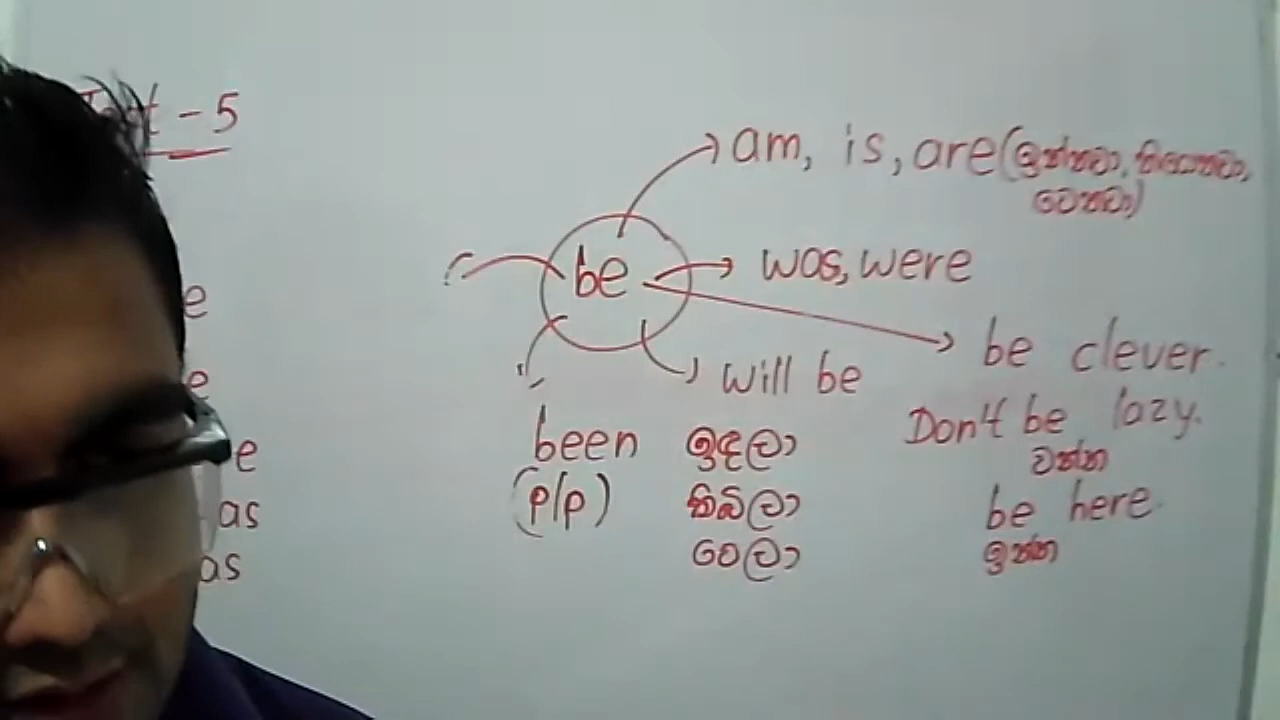 - 5
am, is, are (ඉන්නවා, තියෙනවා,
වෙනවා)
be
was, were
e
be clever.
will be
e
Don't be lazy.
been ඉඳලා
වන්න
e
(p/p) තිබිලා
be here.
as
වෙලා
ඉන්න
as